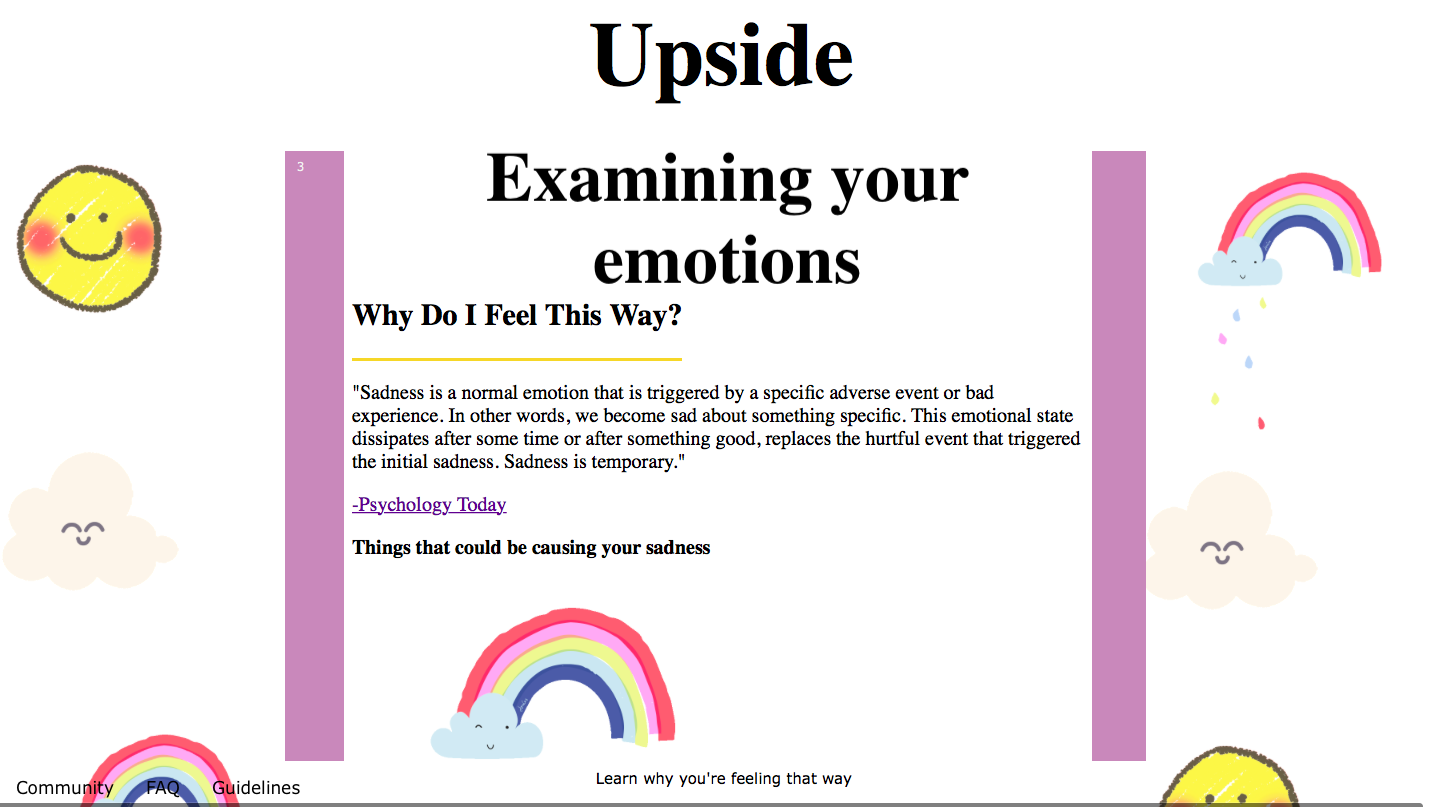 Upside
3
Examining your
emotions
Why Do I Feel This Way?
"Sadness is a normal emotion that is triggered by a specific adverse event or bad
experience. In other words, we become sad about something specific. This emotional state
dissipates after some time or after something good, replaces the hurtful event that triggered
the initial sadness. Sadness is temporary."
-Psychology Today
Things that could be causing your sadness
Learn why you're feeling that way
Community FAQ Guidelines